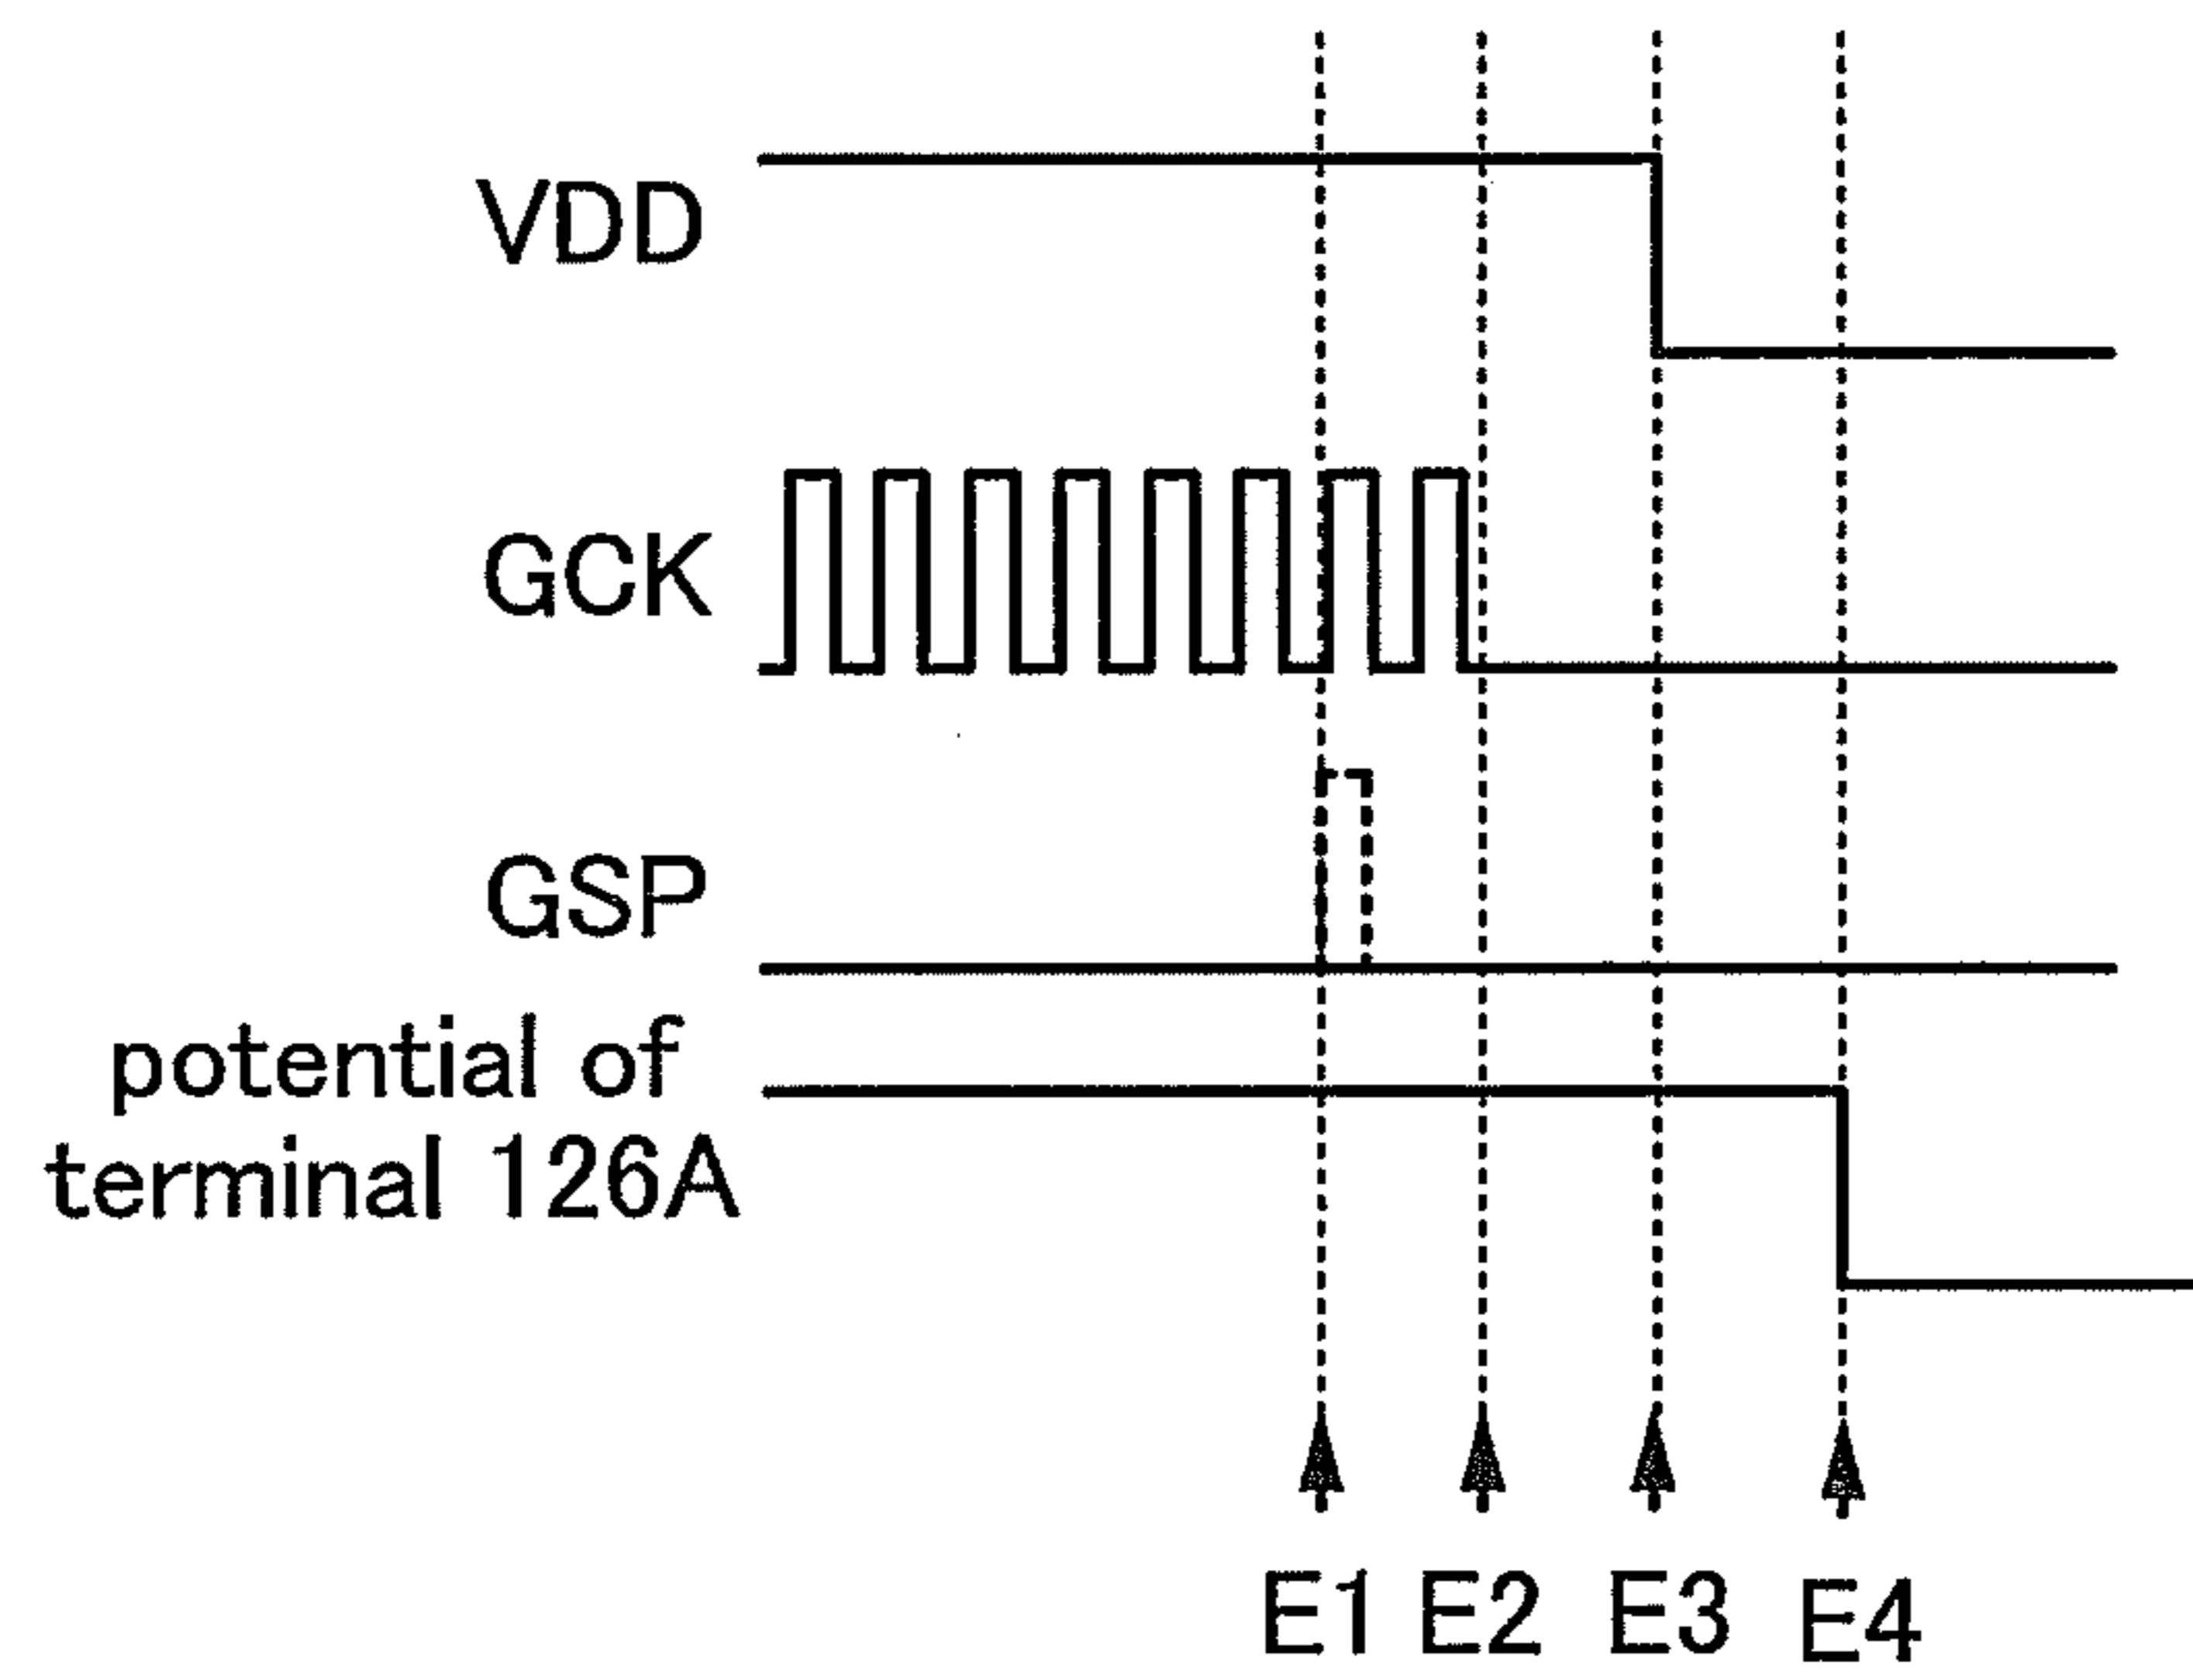 VDD
GCK
GSP
potential of
terminal 126A
E1 E2 E3 E4